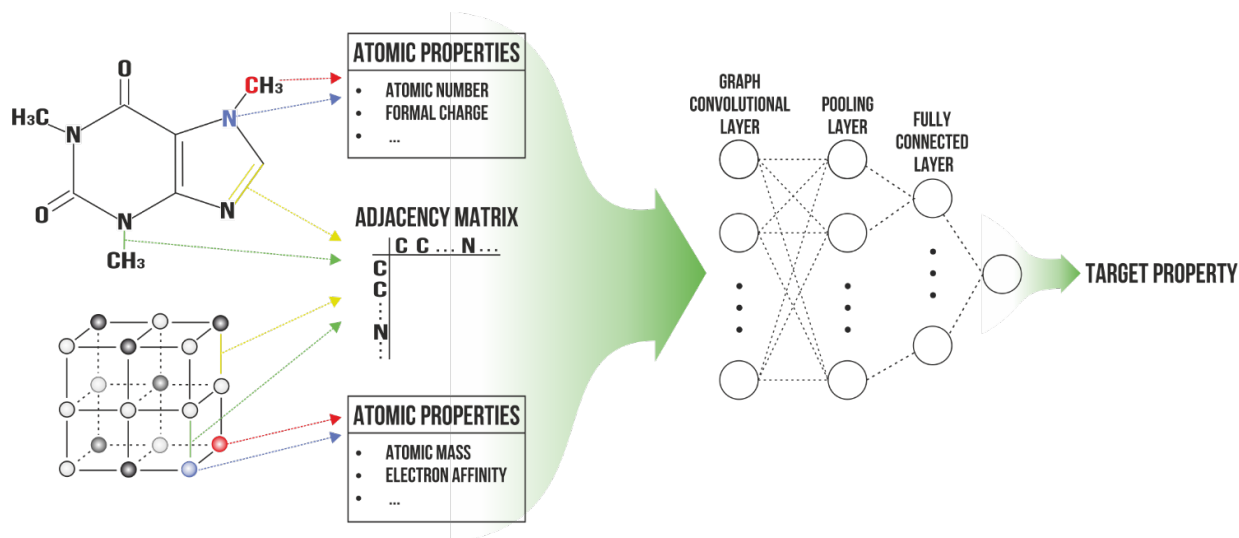 O
CH₃
H₃C
N
N
O
N
N
CH₃
ATOMIC PROPERTIES
• ATOMIC NUMBER
• FORMAL CHARGE
• ...
ADJACENCY MATRIX
C C ... N ...
C
C
⋮
N
⋮
ATOMIC PROPERTIES
• ATOMIC MASS
• ELECTRON AFFINITY
• ...
GRAPH
CONVOLUTIONAL
LAYER
POOLING
LAYER
FULLY
CONNECTED
LAYER
TARGET PROPERTY